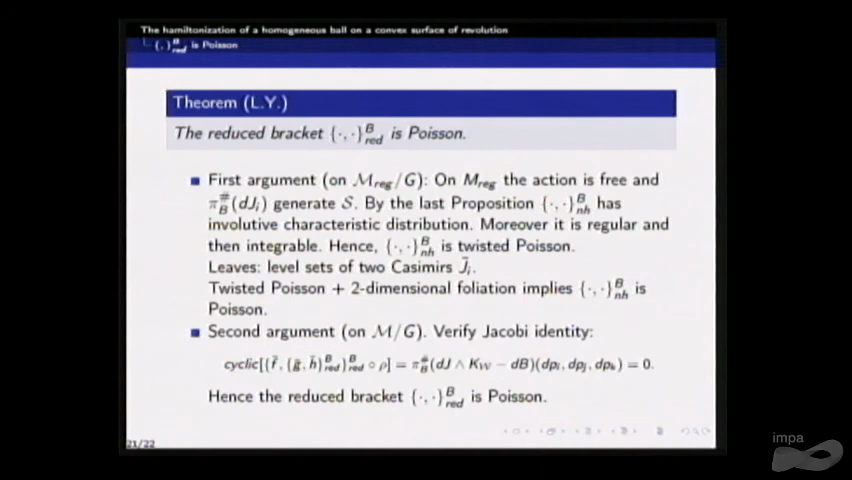 The hamiltonization of a homogeneous ball on a convex surface of revolution
└{·,·}^B_red is Poisson
Theorem (L.Y.)
The reduced bracket {·,·}^B_red is Poisson.
■ First argument (on M_reg/G): On M_reg the action is free and
π^#_B(dJ_i) generate S. By the last Proposition {·,·}^B_nh has
involutive characteristic distribution. Moreover it is regular and
then integrable. Hence, {·,·}^B_nh is twisted Poisson.
Leaves: level sets of two Casimirs J̄_i.
Twisted Poisson + 2-dimensional foliation implies {·,·}^B_nh is
Poisson.
■ Second argument (on M/G). Verify Jacobi identity:
cyclic[{f̄, {ḡ, h̄}^B_red}^B_red ∘ ρ] = π^#_B(dJ ∧ K_W − dB)(dp_i, dp_j, dp_k) = 0.
Hence the reduced bracket {·,·}^B_red is Poisson.
21/22
impa